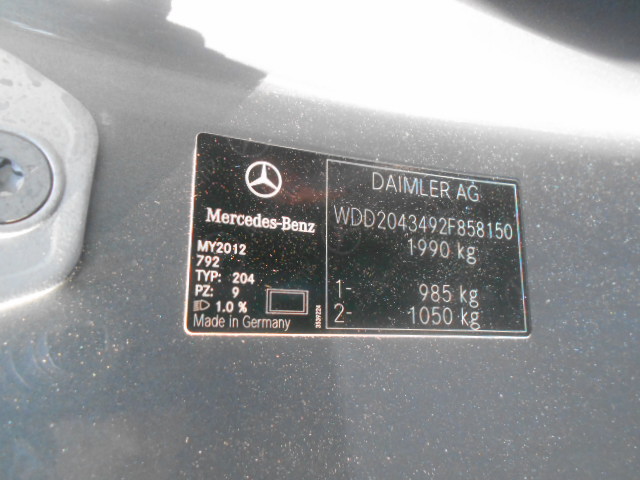 Mercedes-Benz
MY2012
792
TYP: 204
PZ: 9
1.0 %
Made in Germany
3339224
DAIMLER AG
WDD2043492F858150
1990 kg
1- 985 kg
2- 1050 kg